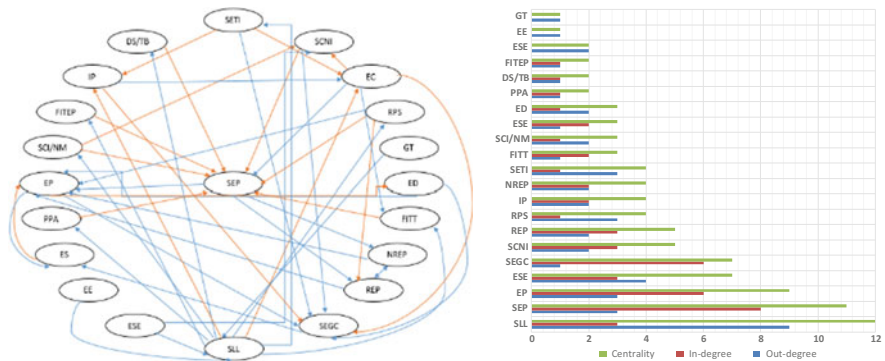 SETI
DS/TB
SCNI
IP
EC
FITEP
RPS
SCI/NM
GT
EP
SEP
ED
PPA
FITT
ES
NREP
EE
REP
ESE
SEGC
SLL
GT
EE
ESE
FITEP
DS/TB
PPA
ED
ESE
SCI/NM
FITT
SETI
NREP
IP
RPS
REP
SCNI
SEGC
ESE
EP
SEP
SLL
0 2 4 6 8 10 12
Centrality In-degree Out-degree